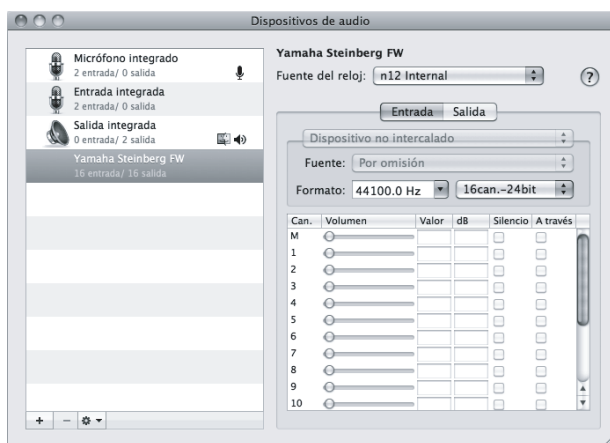 Dispositivos de audio
Micrófono integrado
2 entrada/ 0 salida
Entrada integrada
2 entrada/ 0 salida
Salida integrada
0 entrada/ 2 salida
Yamaha Steinberg FW
16 entrada/ 16 salida
Yamaha Steinberg FW
Fuente del reloj: n12 Internal
?
Entrada Salida
Dispositivo no intercalado
Fuente: Por omisión
Formato: 44100.0 Hz 16can.-24bit
Can. Volumen Valor dB Silencio A través
M
1
2
3
4
5
6
7
8
9
10